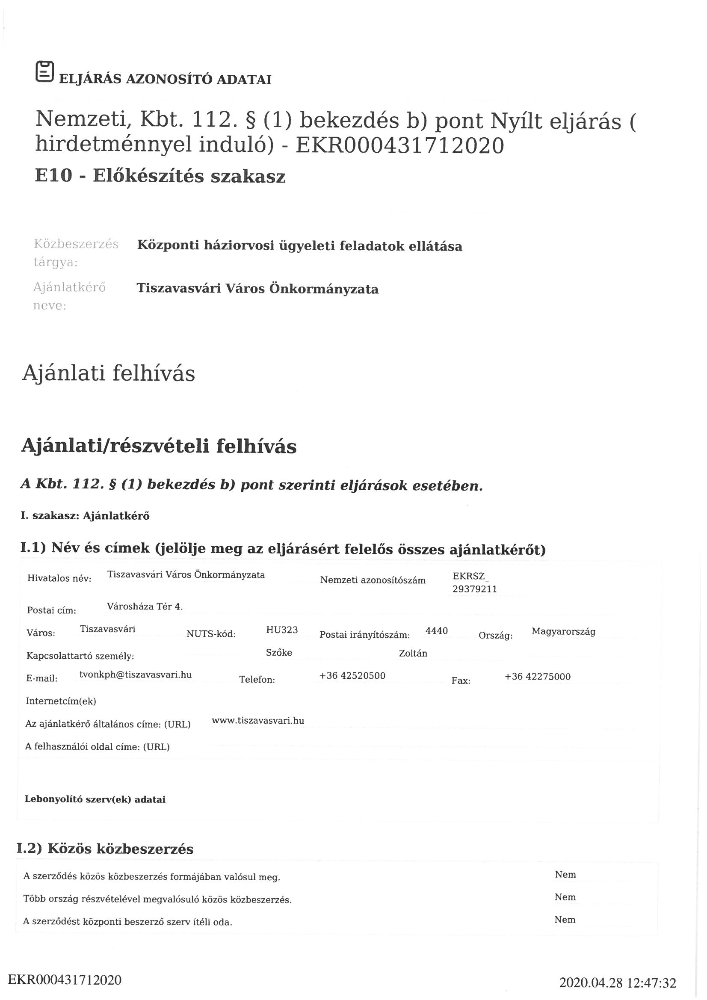 ELJÁRÁS AZONOSÍTÓ ADATAI
Nemzeti, Kbt. 112. § (1) bekezdés b) pont Nyílt eljárás (
hirdetménnyel induló) - EKR000431712020
E10 - Előkészítés szakasz
Közbeszerzés tárgya: Központi háziorvosi ügyeleti feladatok ellátása
Ajánlatkérő neve: Tiszavasvári Város Önkormányzata
Ajánlati felhívás
Ajánlati/részvételi felhívás
A Kbt. 112. § (1) bekezdés b) pont szerinti eljárások esetében.
I. szakasz: Ajánlatkérő
I.1) Név és címek (jelölje meg az eljárásért felelős összes ajánlatkérőt)
Hivatalos név: Tiszavasvári Város Önkormányzata Nemzeti azonosítószám EKRSZ_
29379211
Postai cím: Városháza Tér 4.
Város: Tiszavasvári NUTS-kód: HU323 Postai irányítószám: 4440 Ország: Magyarország
Kapcsolattartó személy: Szőke Zoltán
E-mail: tvonkph@tiszavasvari.hu Telefon: +36 42520500 Fax: +36 42275000
Internetcím(ek)
Az ajánlatkérő általános címe: (URL) www.tiszavasvari.hu
A felhasználói oldal címe: (URL)
Lebonyolító szerv(ek) adatai
I.2) Közös közbeszerzés
A szerződés közös közbeszerzés formájában valósul meg. Nem
Több ország részvételével megvalósuló közös közbeszerzés. Nem
A szerződést központi beszerző szerv ítéli oda. Nem
EKR000431712020 2020.04.28 12:47:32